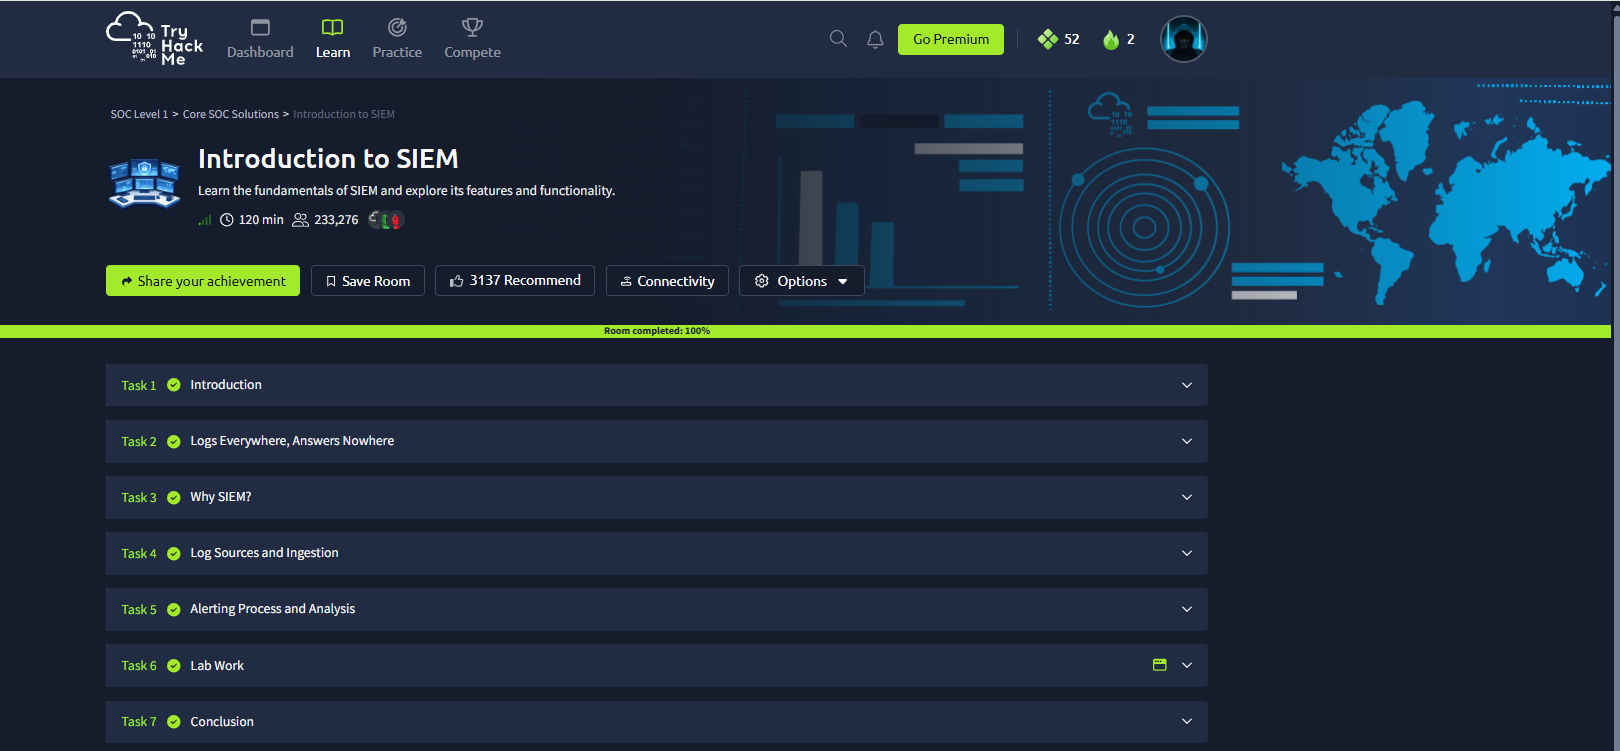 Try
Hack
Me
Dashboard
Learn
Practice
Compete
Go Premium
52
2
SOC Level 1 > Core SOC Solutions > Introduction to SIEM
Introduction to SIEM
Learn the fundamentals of SIEM and explore its features and functionality.
120 min
233,276
Share your achievement
Save Room
3137 Recommend
Connectivity
Options
Room completed: 100%
Task 1 Introduction
Task 2 Logs Everywhere, Answers Nowhere
Task 3 Why SIEM?
Task 4 Log Sources and Ingestion
Task 5 Alerting Process and Analysis
Task 6 Lab Work
Task 7 Conclusion